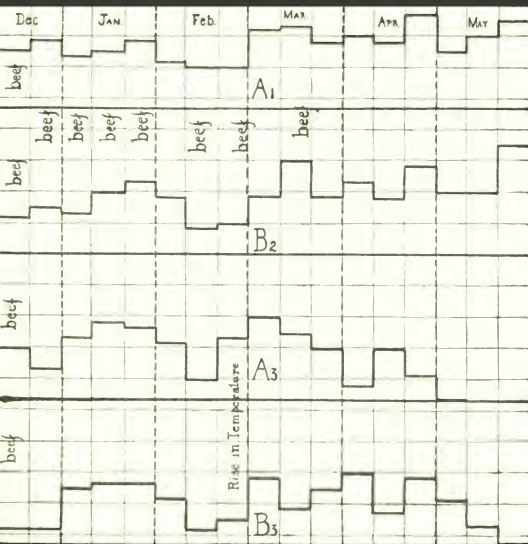 Dec JAN. Feb. MAR. APR. MAY
beef
A1
beef beef beef beef beef beef beef beef
B2
beef
A3
Rise in Temperature
beef
B3